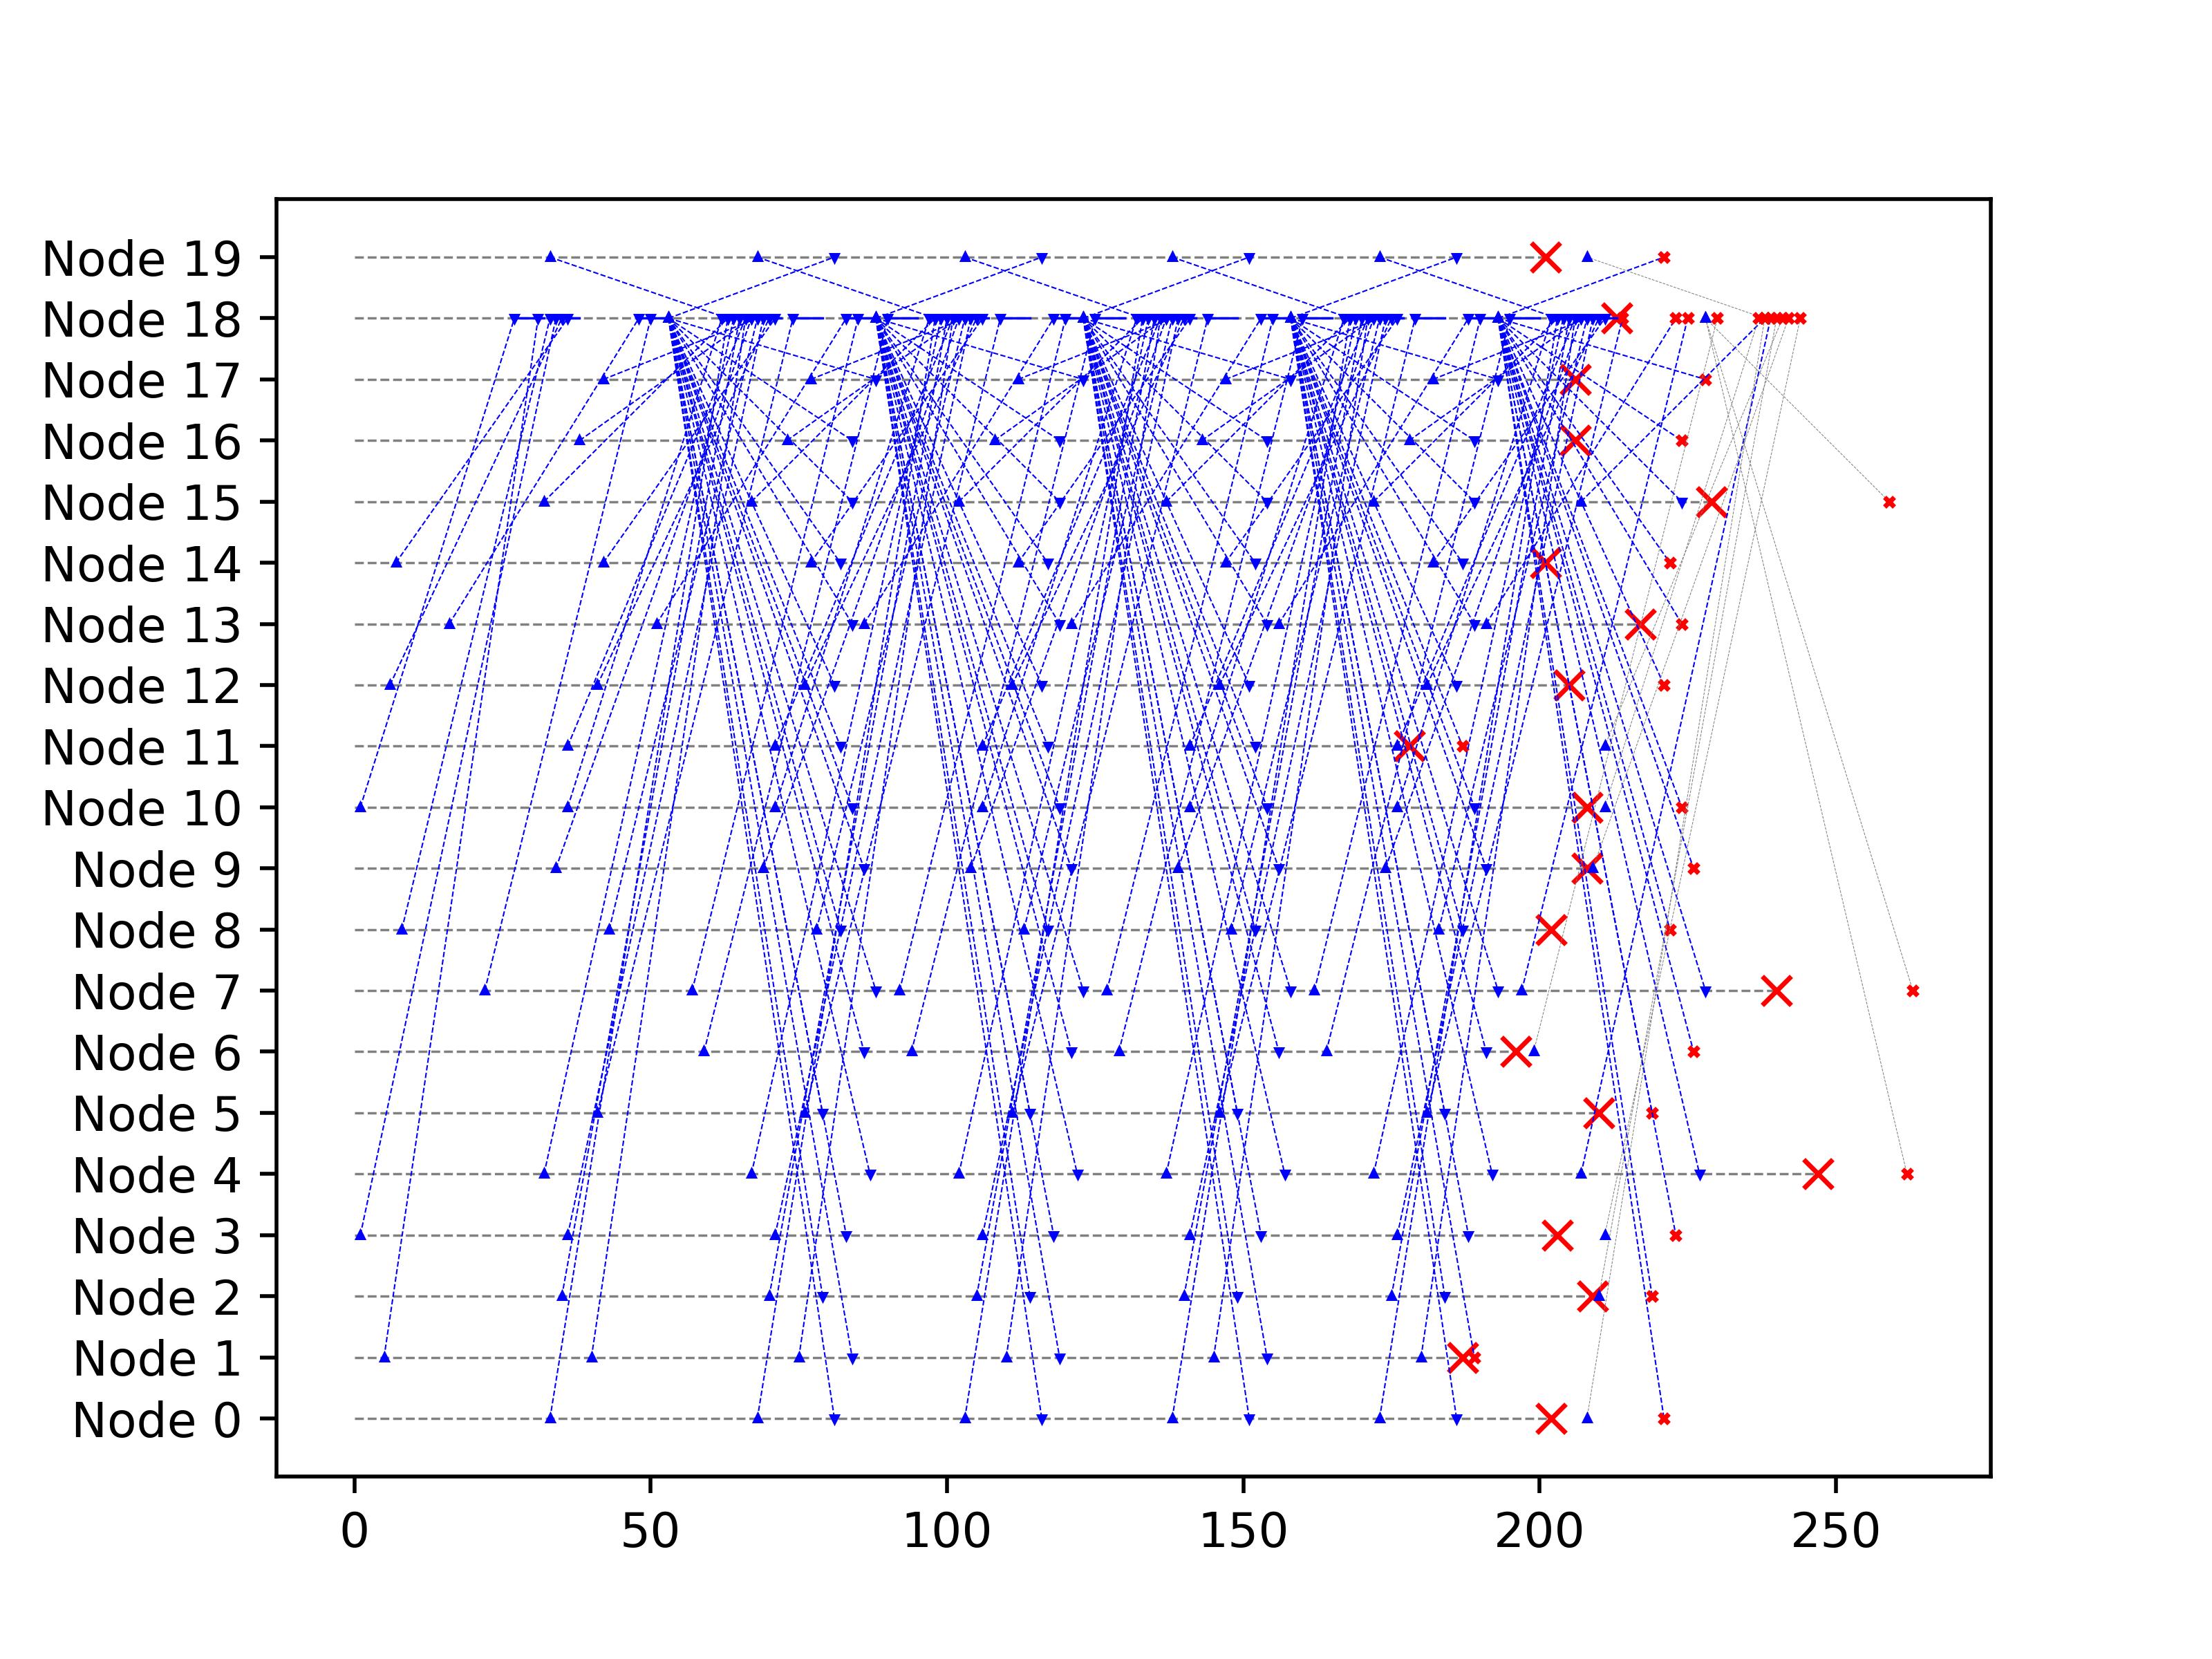 Node 19
Node 18
Node 17
Node 16
Node 15
Node 14
Node 13
Node 12
Node 11
Node 10
Node 9
Node 8
Node 7
Node 6
Node 5
Node 4
Node 3
Node 2
Node 1
Node 0
0 50 100 150 200 250